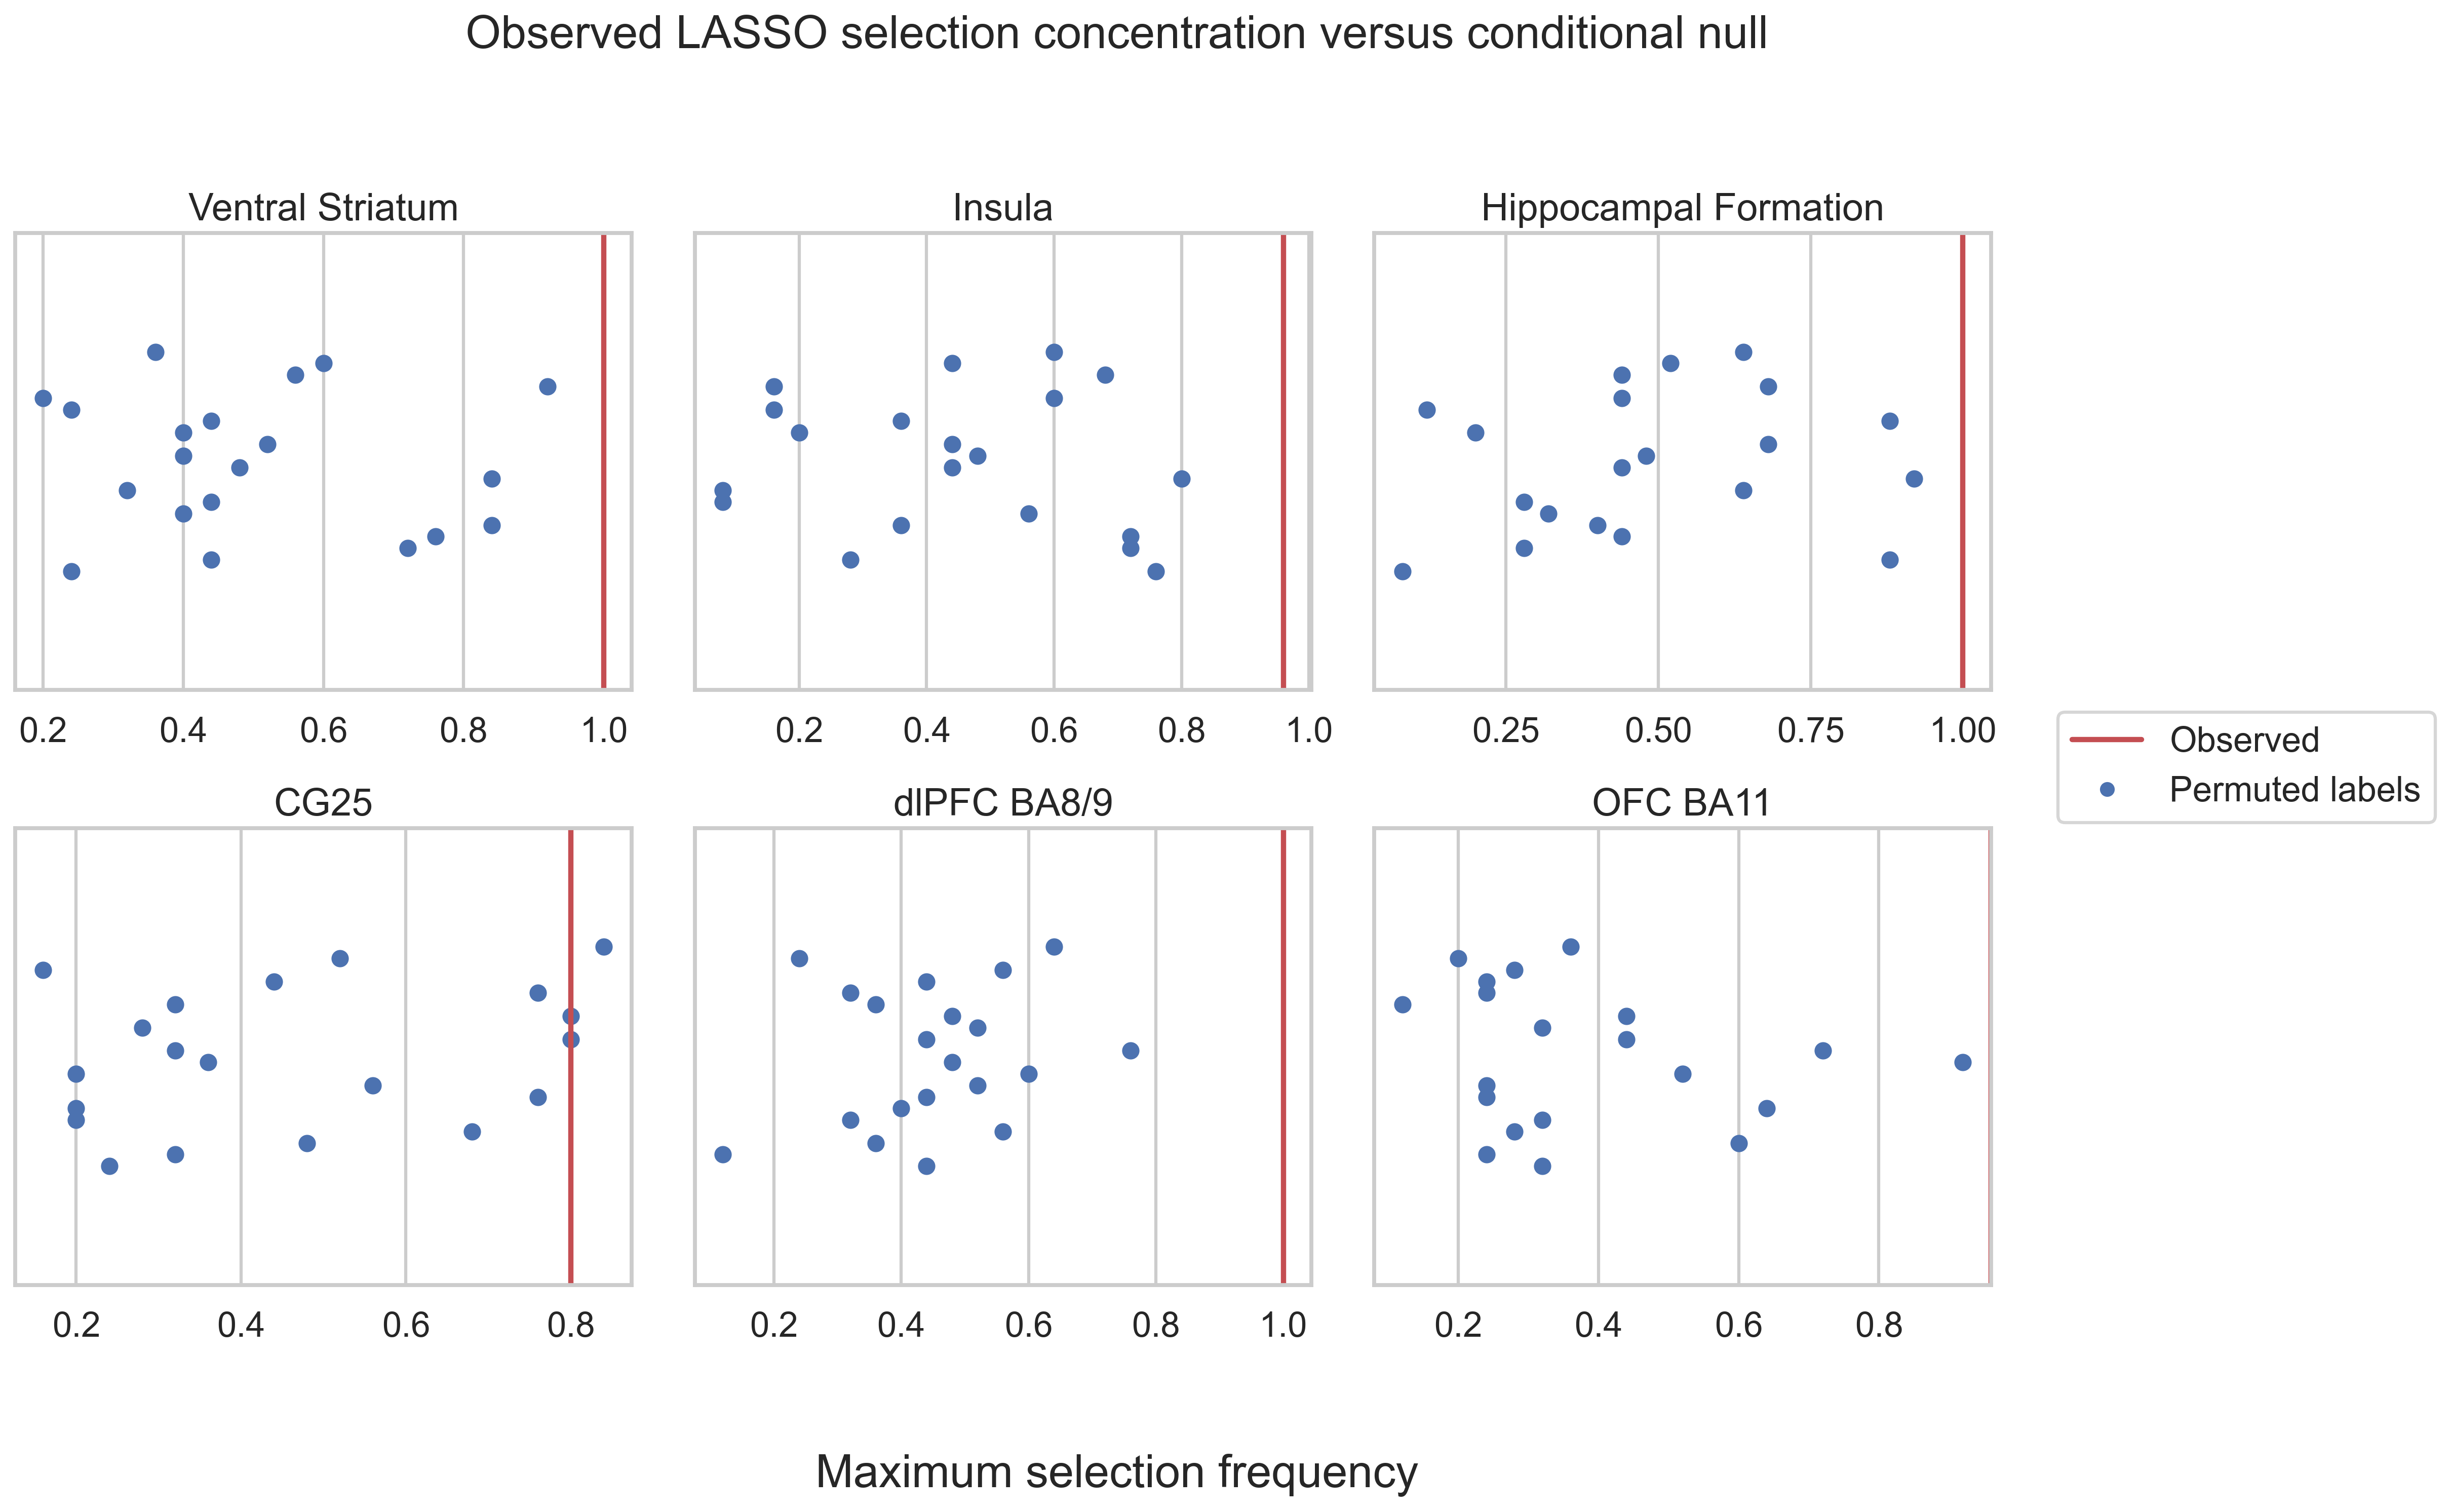 Observed LASSO selection concentration versus conditional null
Ventral Striatum
Insula
Hippocampal Formation
0.2 0.4 0.6 0.8 1.0
0.2 0.4 0.6 0.8 1.0
0.25 0.50 0.75 1.00
Observed
Permuted labels
CG25
dlPFC BA8/9
OFC BA11
0.2 0.4 0.6 0.8
0.2 0.4 0.6 0.8 1.0
0.2 0.4 0.6 0.8
Maximum selection frequency